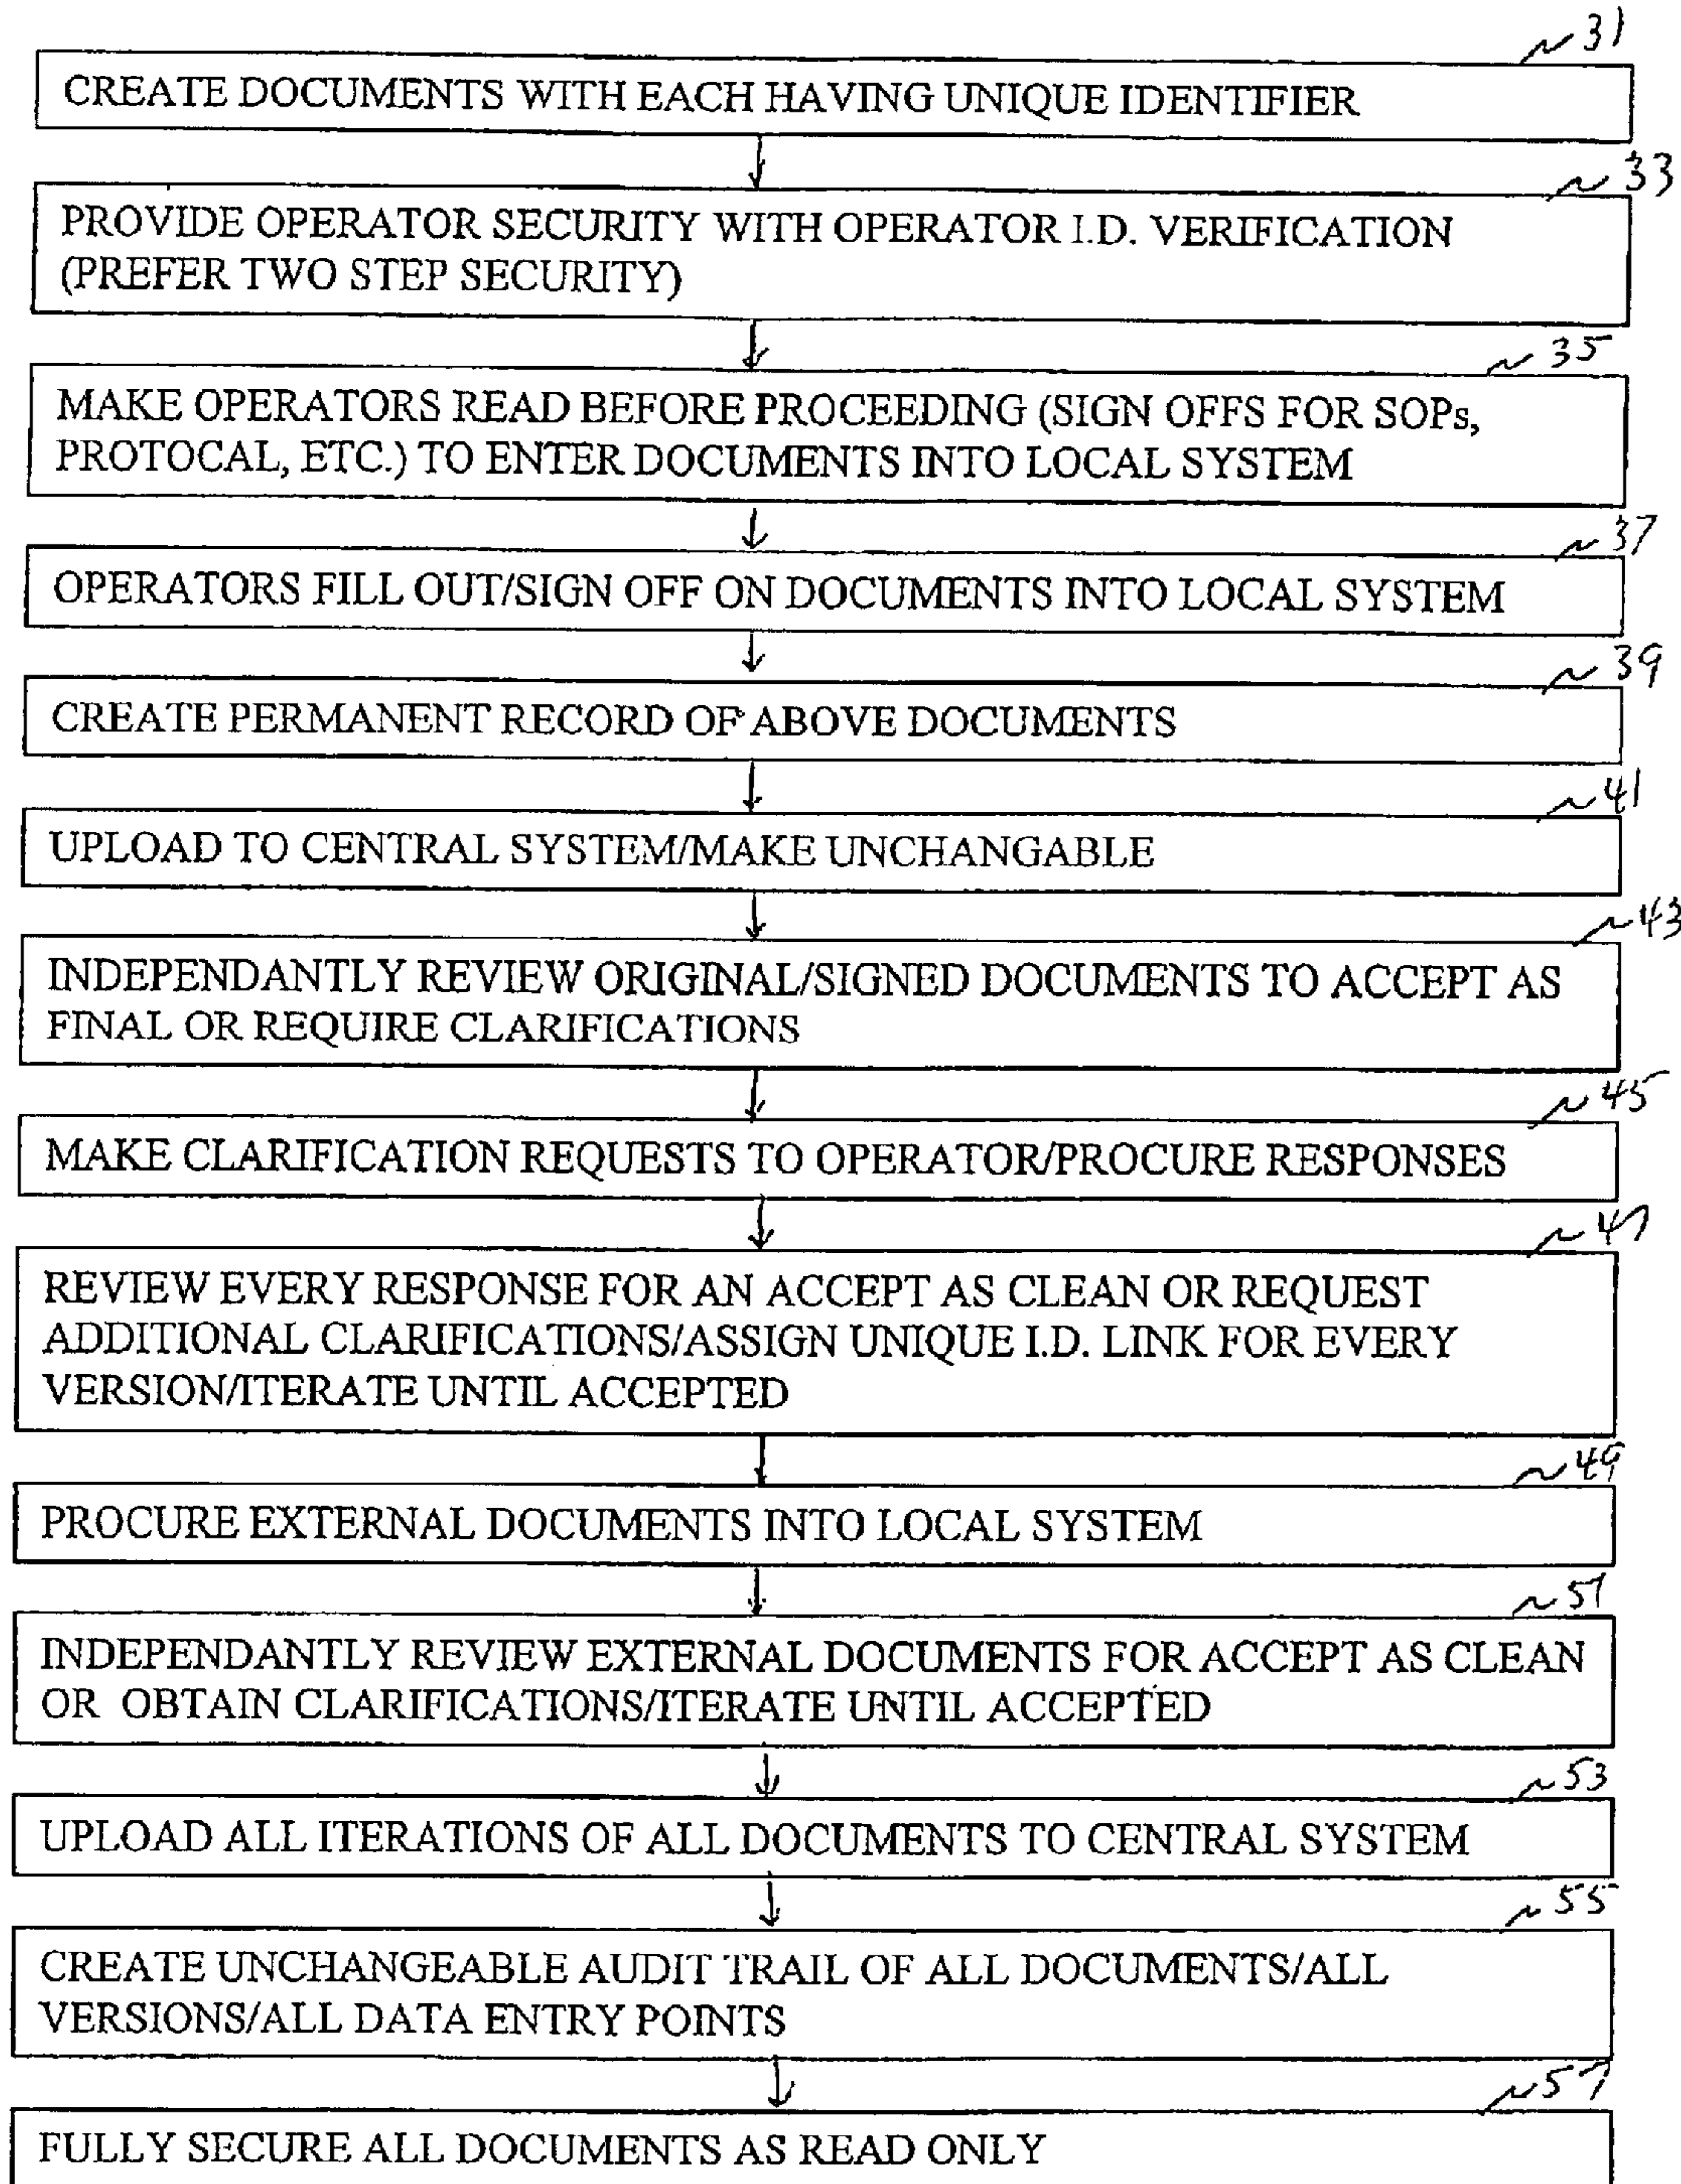 31
CREATE DOCUMENTS WITH EACH HAVING UNIQUE IDENTIFIER
33
PROVIDE OPERATOR SECURITY WITH OPERATOR I.D. VERIFICATION
(PREFER TWO STEP SECURITY)
35
MAKE OPERATORS READ BEFORE PROCEEDING (SIGN OFFS FOR SOPs,
PROTOCAL, ETC.) TO ENTER DOCUMENTS INTO LOCAL SYSTEM
37
OPERATORS FILL OUT/SIGN OFF ON DOCUMENTS INTO LOCAL SYSTEM
39
CREATE PERMANENT RECORD OF ABOVE DOCUMENTS
41
UPLOAD TO CENTRAL SYSTEM/MAKE UNCHANGABLE
43
INDEPENDANTLY REVIEW ORIGINAL/SIGNED DOCUMENTS TO ACCEPT AS
FINAL OR REQUIRE CLARIFICATIONS
45
MAKE CLARIFICATION REQUESTS TO OPERATOR/PROCURE RESPONSES
47
REVIEW EVERY RESPONSE FOR AN ACCEPT AS CLEAN OR REQUEST
ADDITIONAL CLARIFICATIONS/ASSIGN UNIQUE I.D. LINK FOR EVERY
VERSION/ITERATE UNTIL ACCEPTED
49
PROCURE EXTERNAL DOCUMENTS INTO LOCAL SYSTEM
51
INDEPENDANTLY REVIEW EXTERNAL DOCUMENTS FOR ACCEPT AS CLEAN
OR OBTAIN CLARIFICATIONS/ITERATE UNTIL ACCEPTED
53
UPLOAD ALL ITERATIONS OF ALL DOCUMENTS TO CENTRAL SYSTEM
55
CREATE UNCHANGEABLE AUDIT TRAIL OF ALL DOCUMENTS/ALL
VERSIONS/ALL DATA ENTRY POINTS
57
FULLY SECURE ALL DOCUMENTS AS READ ONLY